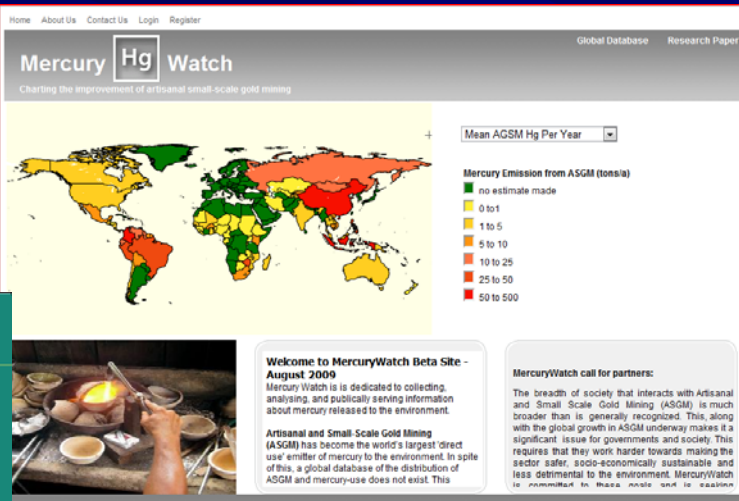 Home About Us Contact Us Login Register
Global Database Research Paper
Mercury Hg Watch
Charting the improvement of artisanal small-scale gold mining
Mean AGSM Hg Per Year
Mercury Emission from ASGM (tons/a)
no estimate made
0 to1
1 to 5
5 to 10
10 to 25
25 to 50
50 to 500
Welcome to MercuryWatch Beta Site -
August 2009
Mercury Watch is is dedicated to collecting,
analysing, and publically serving information
about mercury released to the environment.
Artisanal and Small-Scale Gold Mining
(ASGM) has become the world's largest 'direct
use' emitter of mercury to the environment. In spite
of this, a global database of the distribution of
ASGM and mercury-use does not exist. This
MercuryWatch call for partners:
The breadth of society that interacts with Artisanal
and Small Scale Gold Mining (ASGM) is much
broader than is generally recognized. This, along
with the global growth in ASGM underway makes it a
significant issue for governments and society. This
requires that they work harder towards making the
sector safer, socio-economically sustainable and
less detrimental to the environment. MercuryWatch
is committed to these goals and is seeking